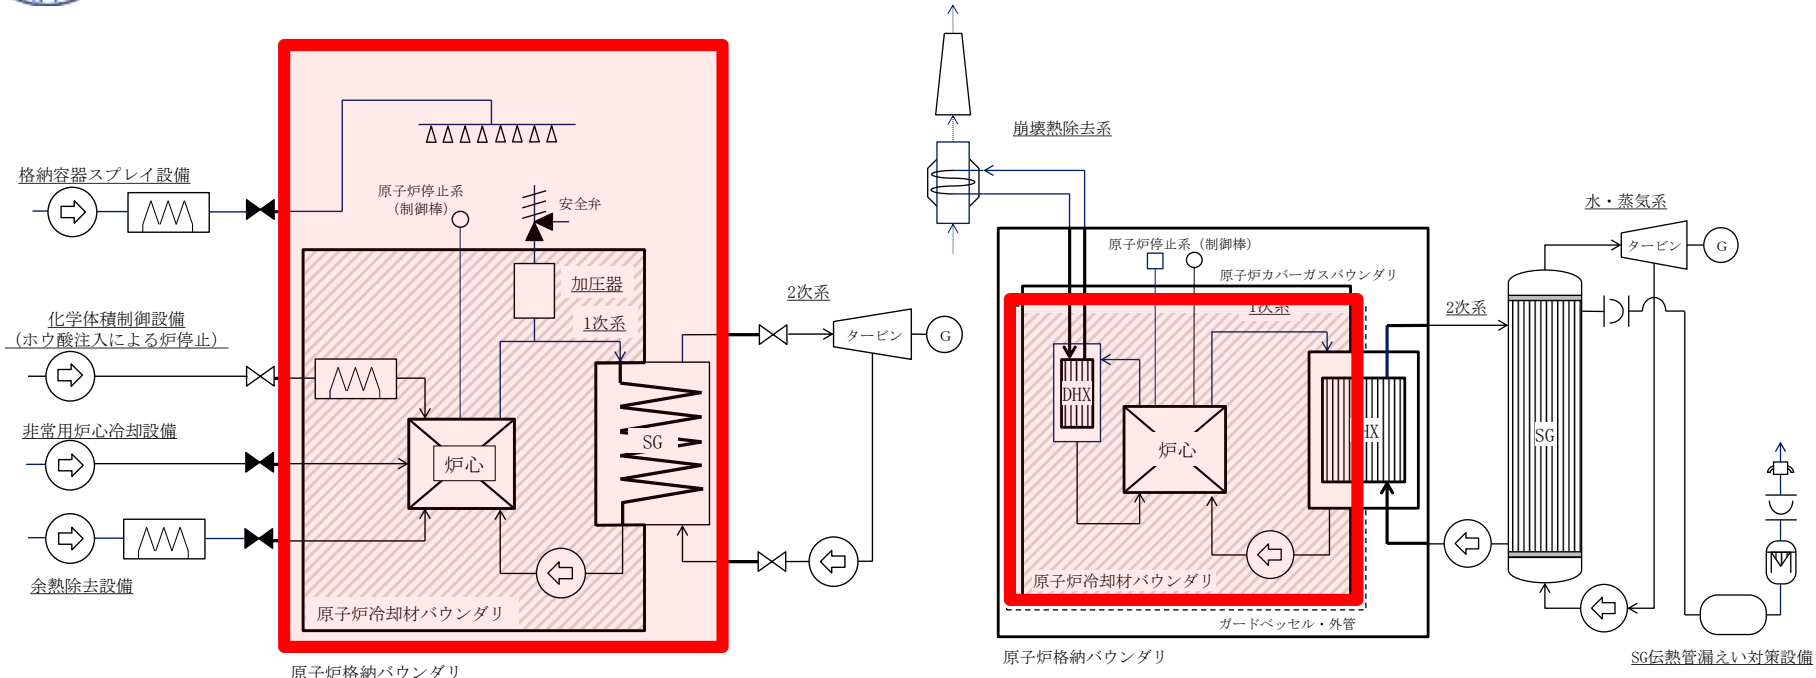 格納容器スプレイ設備
原子炉停止系
（制御棒）
安全弁
加圧器
1次系
化学体積制御設備
（ホウ酸注入による炉停止）
非常用炉心冷却設備
余熱除去設備
炉心
SG
原子炉冷却材バウンダリ
原子炉格納バウンダリ
2次系
タービン
G
崩壊熱除去系
原子炉停止系（制御棒）
原子炉カバーガスバウンダリ
1次系
DHX
炉心
HX
原子炉冷却材バウンダリ
ガードベッセル・外管
原子炉格納バウンダリ
2次系
水・蒸気系
タービン
G
SG
SG伝熱管漏えい対策設備